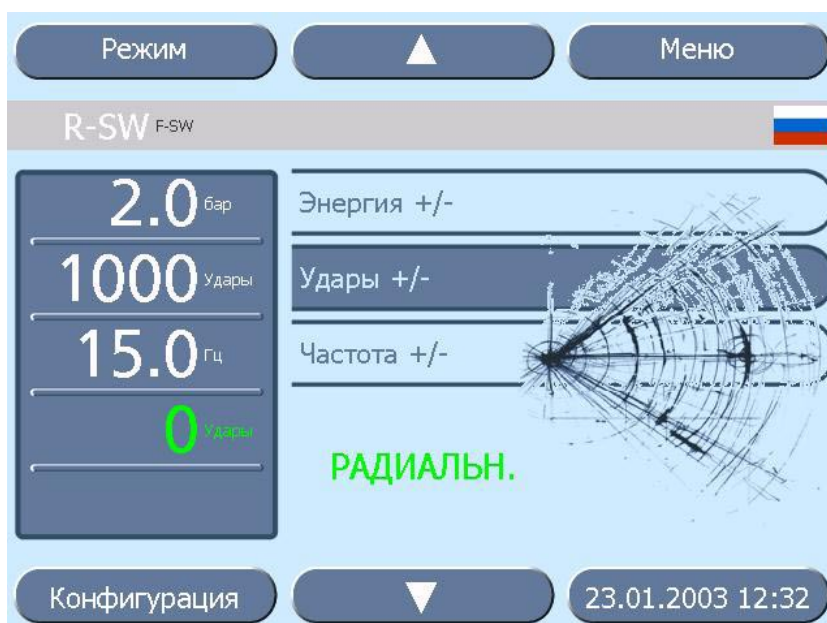 Режим
Меню
R-SW F-SW
2.0 бар
Энергия +/-
1000 Удары
Удары +/-
15.0 Гц
Частота +/-
0 Удары
РАДИАЛЬН.
Конфигурация
23.01.2003 12:32